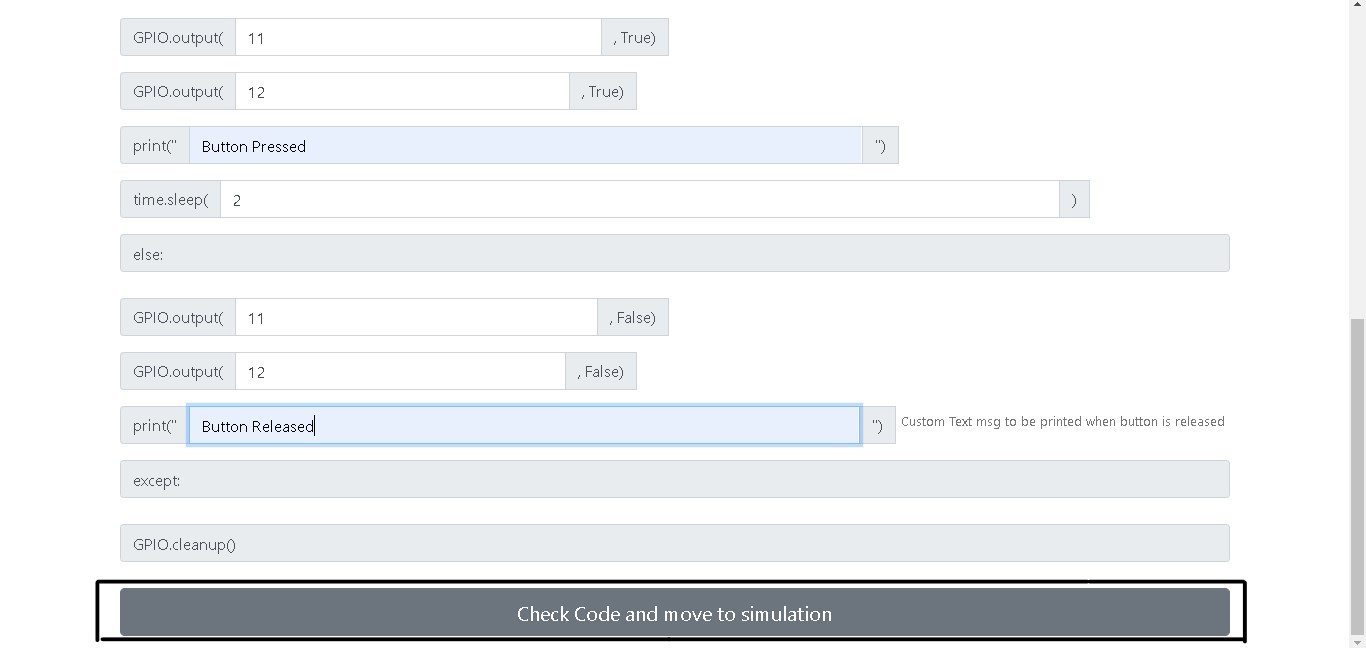 GPIO.output( 11 , True)
GPIO.output( 12 , True)
print(" Button Pressed ")
time.sleep( 2 )
else:
GPIO.output( 11 , False)
GPIO.output( 12 , False)
print(" Button Released ") Custom Text msg to be printed when button is released
except:
GPIO.cleanup()
Check Code and move to simulation